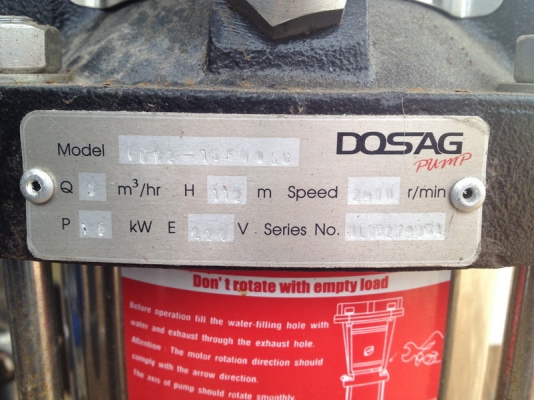 DOSAG
PUMP
Model
Q m³/hr H m Speed r/min
P kW E V Series No.
Don't rotate with empty load
Before operation fill the water-filling hole with
water and exhaust through the exhaust hole.
Attention : The motor rotation direction should
comply with the arrow direction.
The axis of pump should rotate smoothly.